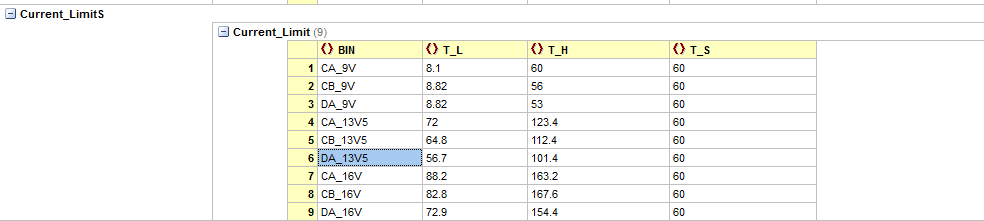 Current_LimitS
Current_Limit (9)
BIN T_L T_H T_S
1 CA_9V 8.1 60 60
2 CB_9V 8.82 56 60
3 DA_9V 8.82 53 60
4 CA_13V5 72 123.4 60
5 CB_13V5 64.8 112.4 60
6 DA_13V5 56.7 101.4 60
7 CA_16V 88.2 163.2 60
8 CB_16V 82.8 167.6 60
9 DA_16V 72.9 154.4 60